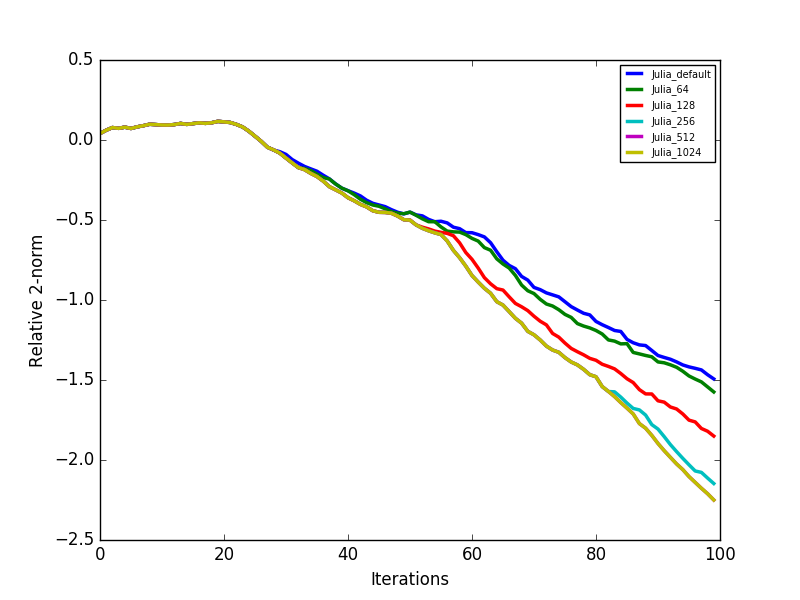 0.5
0.0
−0.5
−1.0
−1.5
−2.0
−2.5
0 20 40 60 80 100
Relative 2-norm
Iterations
Julia_default
Julia_64
Julia_128
Julia_256
Julia_512
Julia_1024